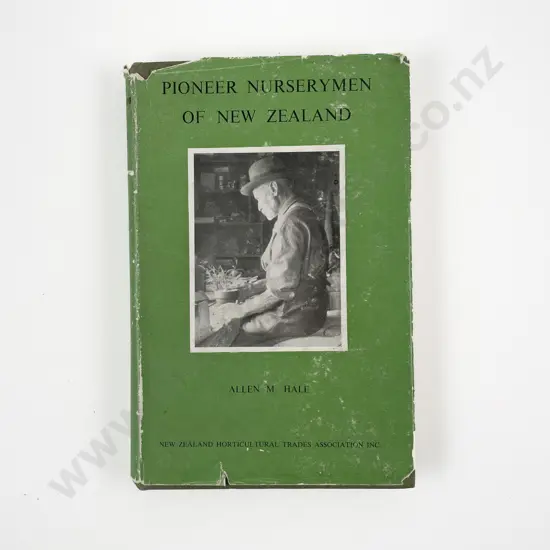 PIONEER NURSERYMEN
OF NEW ZEALAND
ALLEN M. HALE
NEW ZEALAND HORTICULTURAL TRADES ASSOCIATION INC.